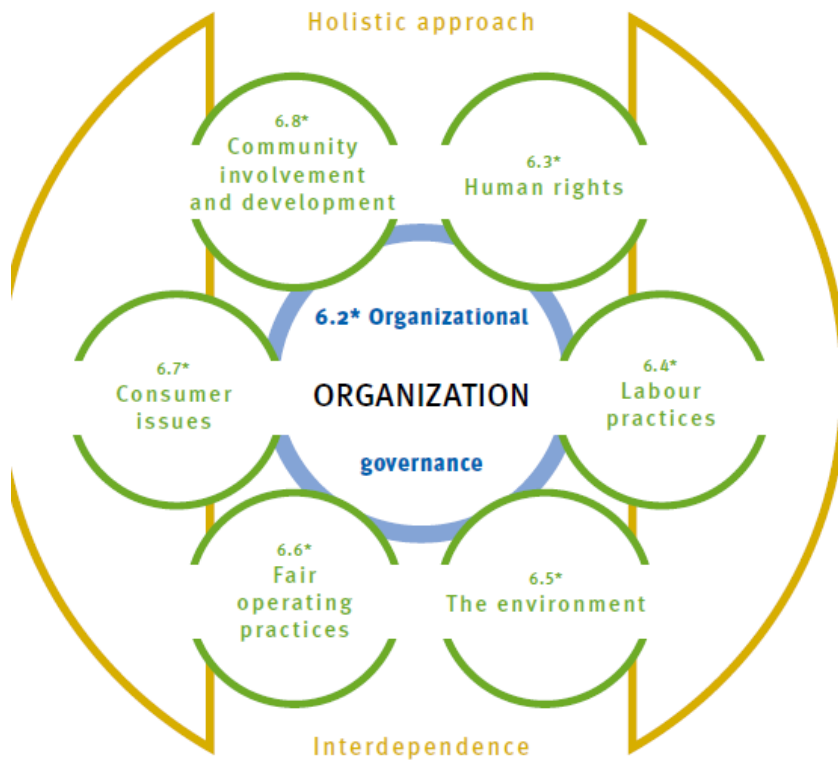 Holistic approach
6.8*
Community
involvement
and development
6.3*
Human rights
6.2* Organizational
ORGANIZATION
governance
6.7*
Consumer
issues
6.4*
Labour
practices
6.6*
Fair
operating
practices
6.5*
The environment
Interdependence